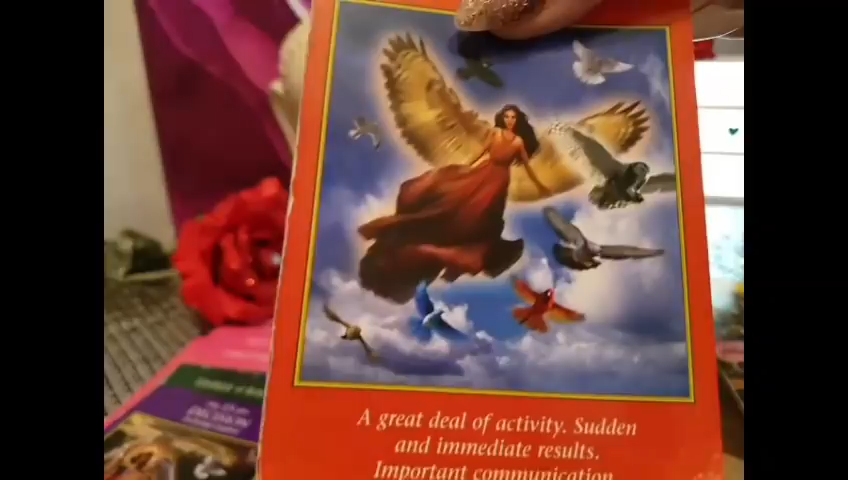 A great deal of activity. Sudden
and immediate results.
Important communication